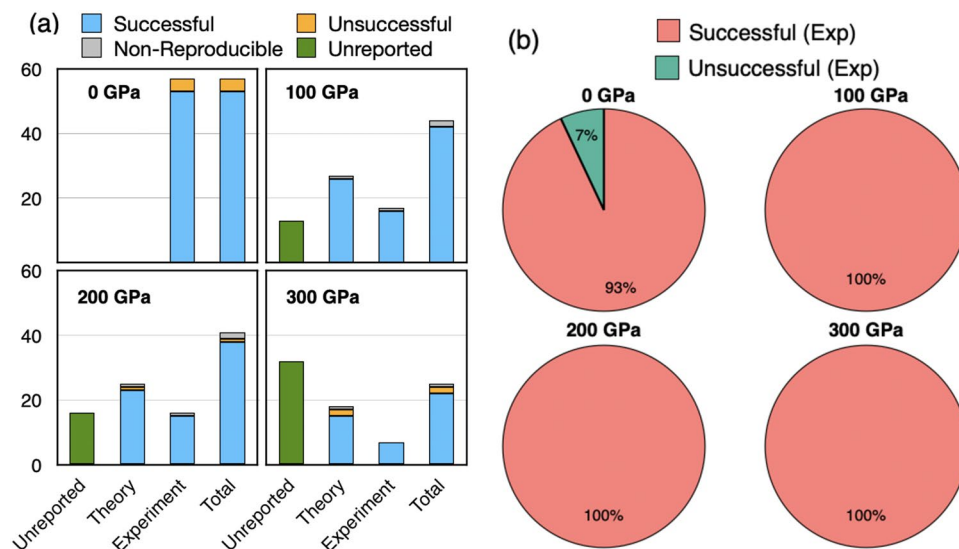 (a)
Successful
Unsuccessful
Non-Reproducible
Unreported
60
40
20
0 GPa
100 GPa
60
40
20
0
200 GPa
300 GPa
Unreported
Theory
Experiment
Total
Unreported
Theory
Experiment
Total
(b)
Successful (Exp)
Unsuccessful (Exp)
0 GPa
7%
93%
100 GPa
100%
200 GPa
100%
300 GPa
100%